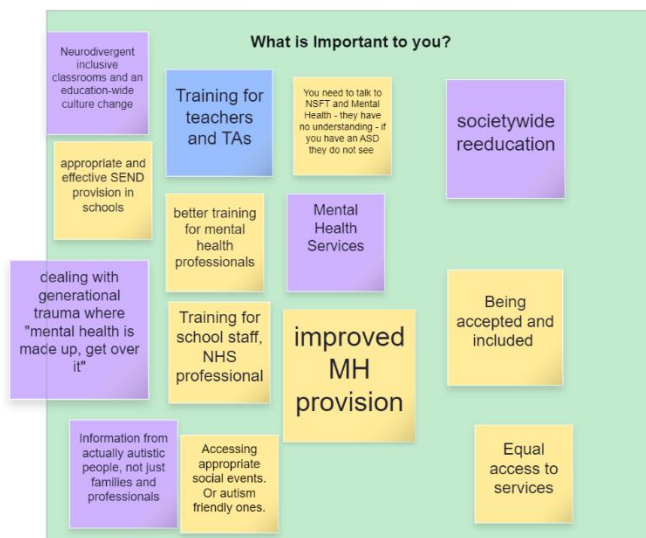 What is Important to you?
Neurodivergent
inclusive
classrooms and an
education-wide
culture change
Training for
teachers
and TAs
You need to talk to
NSFT and Mental
Health - they have
no understanding - if
you have an ASD
they do not see
societywide
reeducation
appropriate and
effective SEND
provision in
schools
better training
for mental
health
professionals
Mental
Health
Services
dealing with
generational
trauma where
"mental health is
made up, get over
it"
Training for
school staff,
NHS
professional
improved
MH
provision
Being
accepted and
included
Information from
actually autistic
people, not just
families and
professionals
Accessing
appropriate
social events.
Or autism
friendly ones.
Equal
access to
services